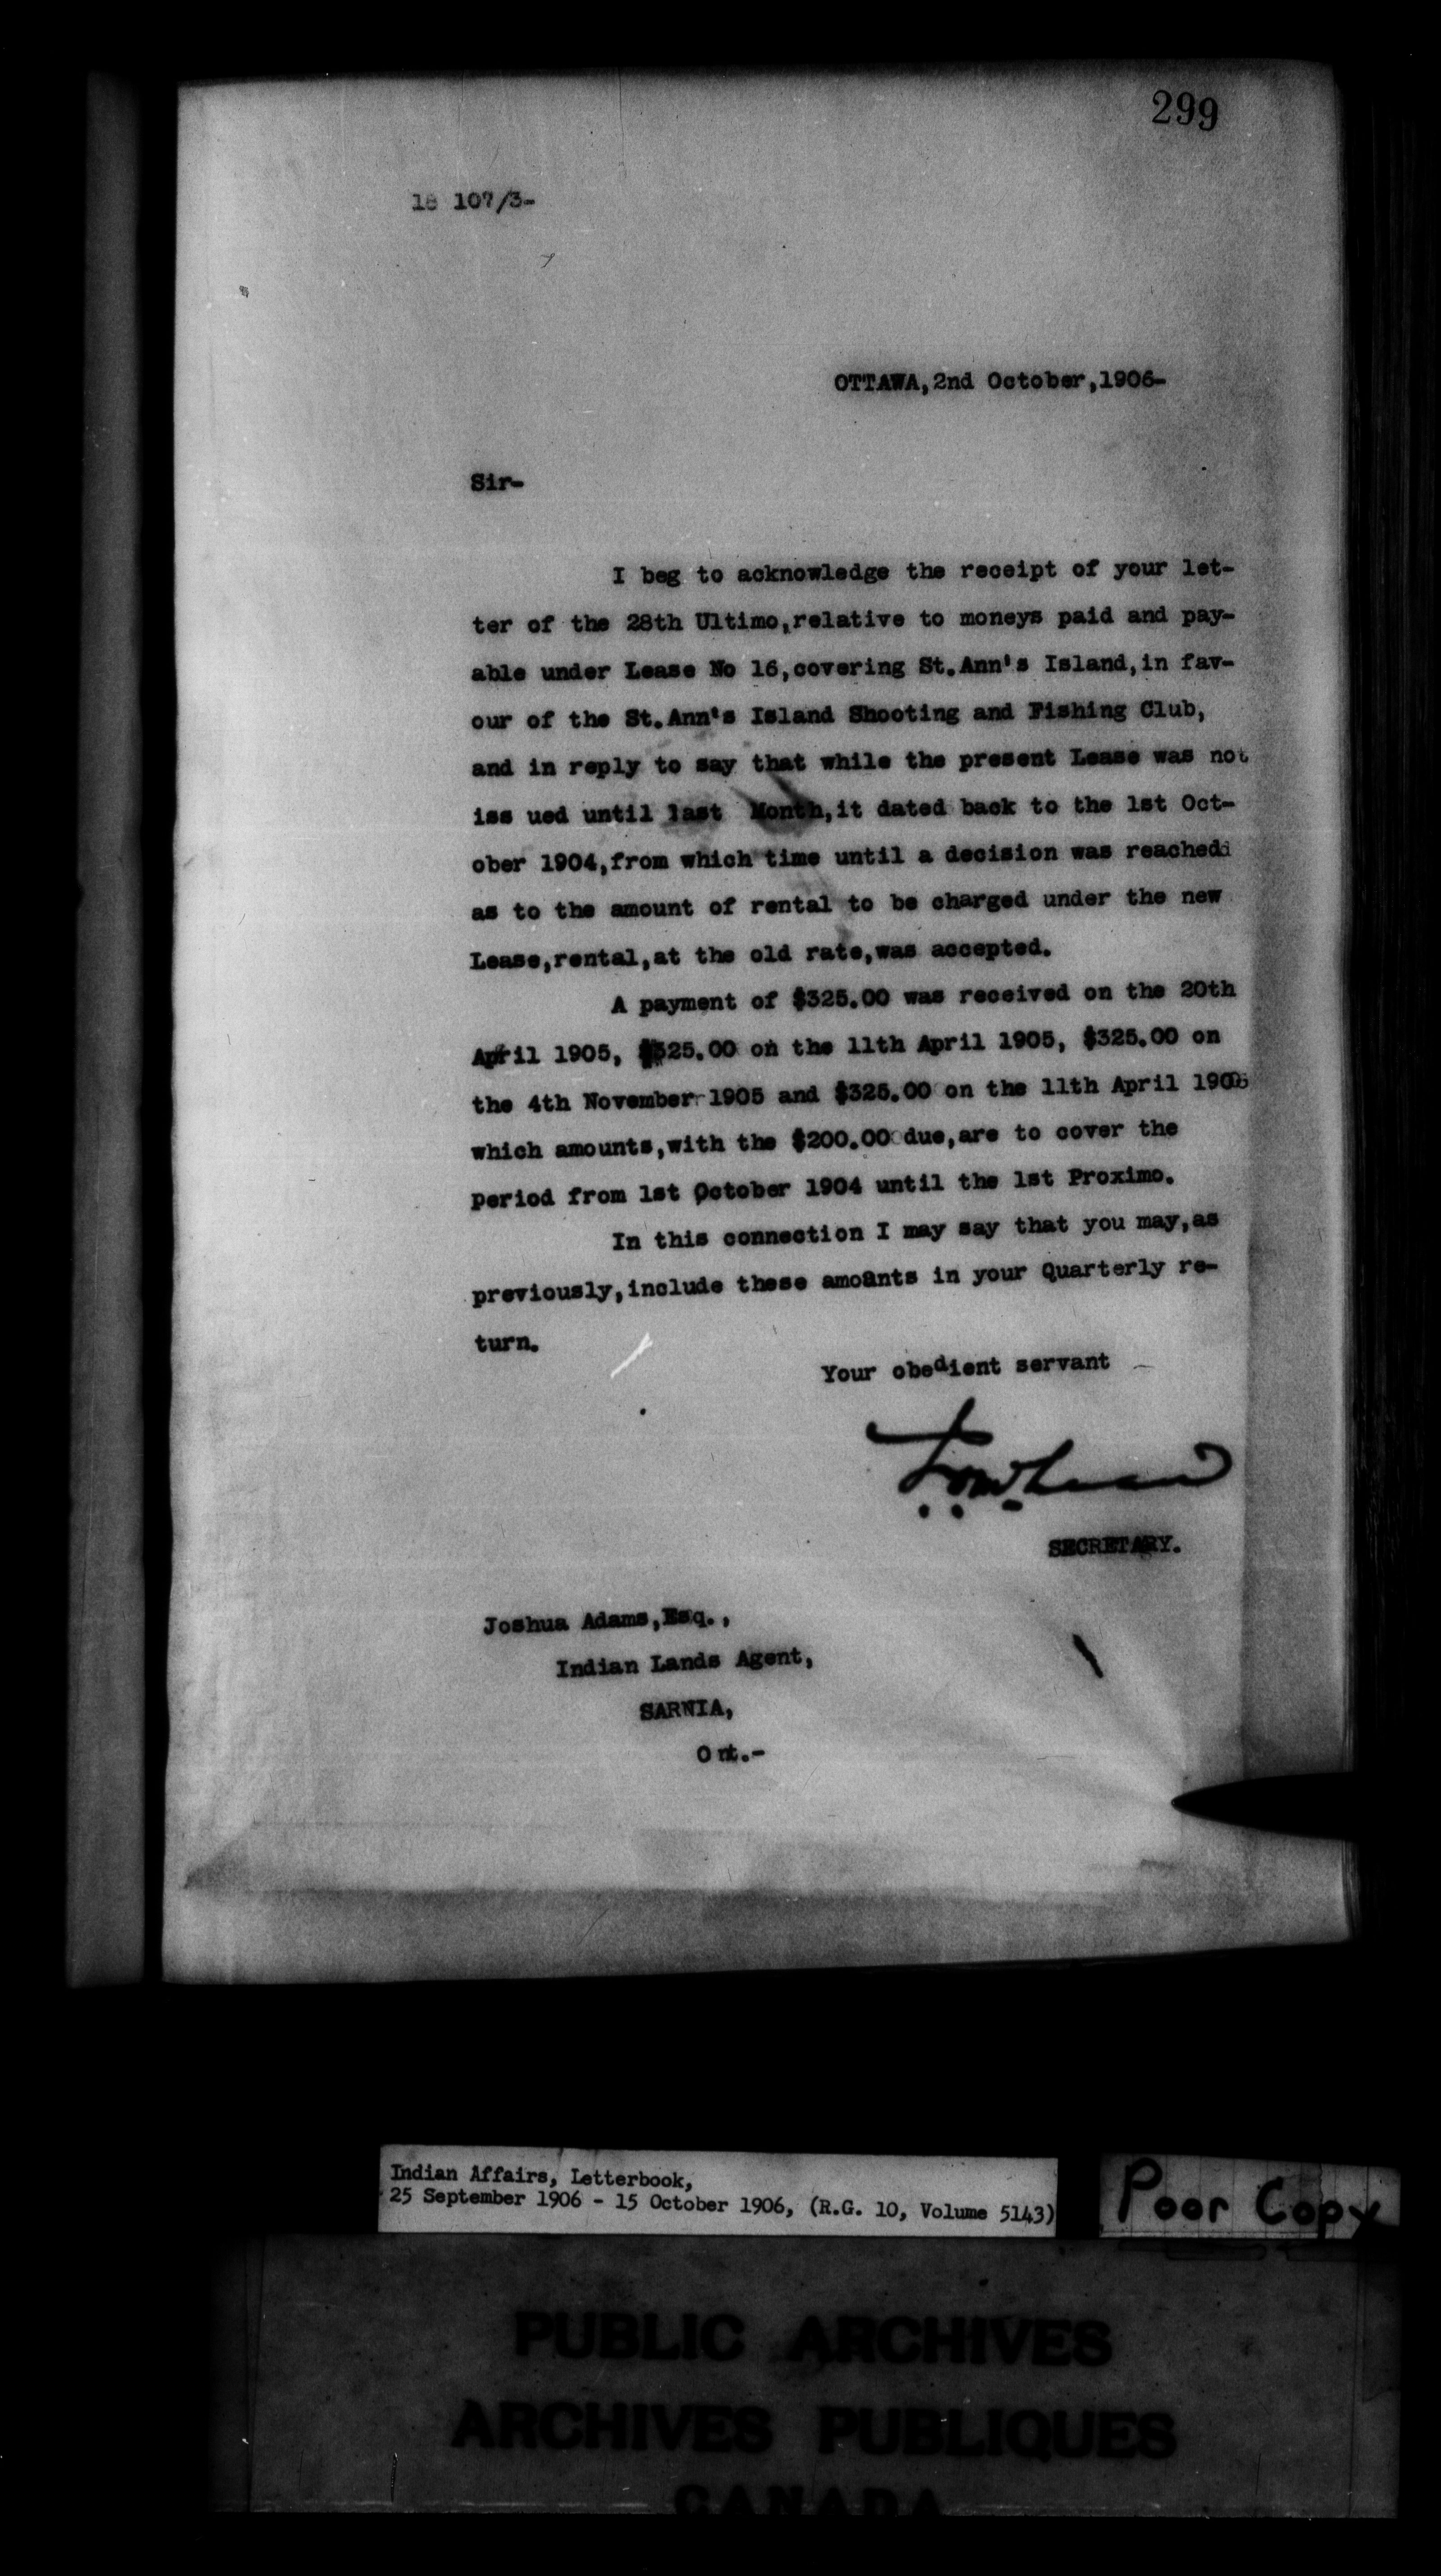 299
18 107/3-
OTTAWA,2nd October,1906-
Sir-
I beg to acknowledge the receipt of your let-
ter of the 28th Ultimo,relative to moneys paid and pay-
able under Lease No 16,covering St.Ann's Island,in fav-
our of the St.Ann's Island Shooting and Fishing Club,
and in reply to say that while the present Lease was not
iss ued until last Month,it dated back to the 1st Oct-
ober 1904,from which time until a decision was reached
as to the amount of rental to be charged under the new
Lease,rental,at the old rate,was accepted.
A payment of $325.00 was received on the 20th
April 1905, $325.00 on the 11th April 1905, $325.00 on
the 4th November 1905 and $325.00 on the 11th April 1906
which amounts,with the $200.00 due,are to cover the
period from 1st October 1904 until the 1st Proximo.
In this connection I may say that you may,as
previously,include these amoants in your Quarterly re-
turn.
Your obedient servant
SECRETARY.
Joshua Adams,Esq.,
Indian Lands Agent,
SARNIA,
Ont.-
Indian Affairs, Letterbook,
25 September 1906 - 15 October 1906, (R.G. 10, Volume 5143)
Poor Copy
PUBLIC ARCHIVES
ARCHIVES PUBLIQUES
CANADA